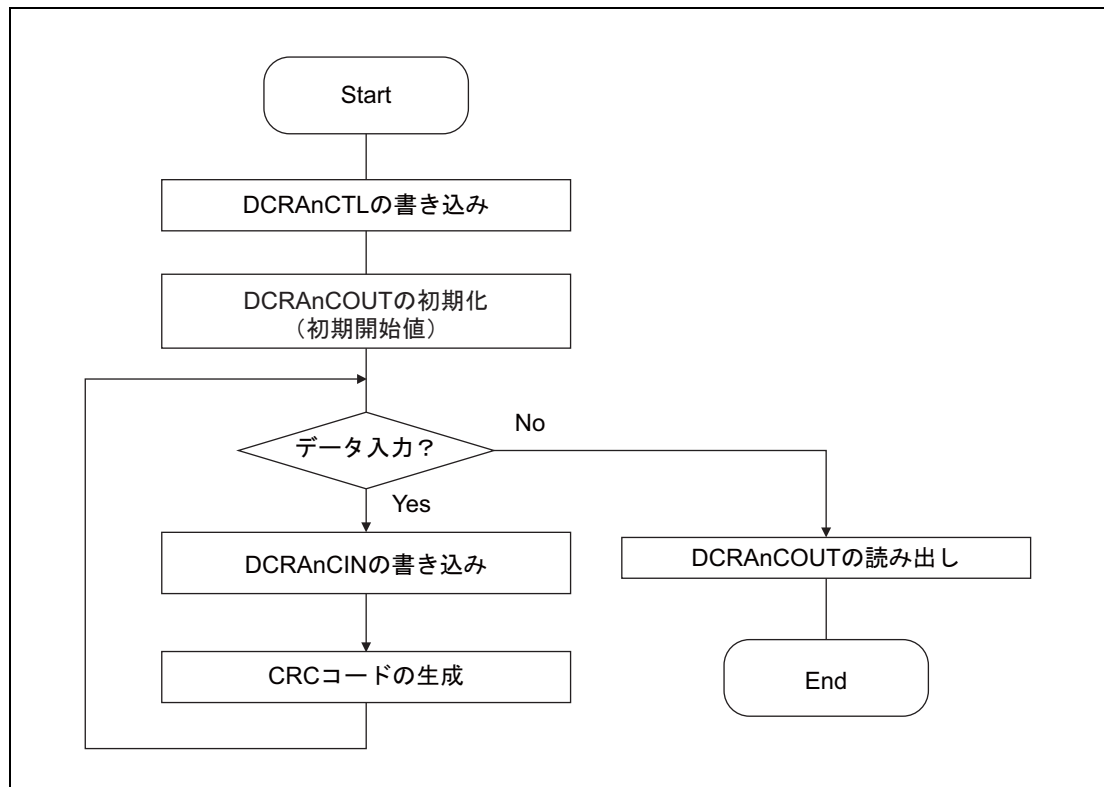 Start
DCRAnCTLの書き込み
DCRAnCOUTの初期化
（初期開始値）
データ入力？
No
Yes
DCRAnCINの書き込み
DCRAnCOUTの読み出し
CRCコードの生成
End